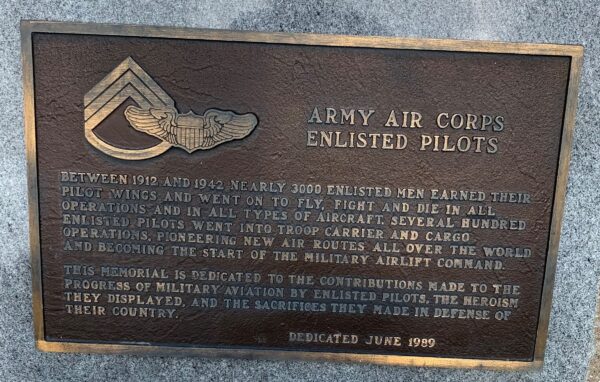 ARMY AIR CORPS
ENLISTED PILOTS
BETWEEN 1912 AND 1942 NEARLY 3000 ENLISTED MEN EARNED THEIR
PILOT WINGS AND WENT ON TO FLY, FIGHT AND DIE IN ALL
OPERATIONS AND IN ALL TYPES OF AIRCRAFT. SEVERAL HUNDRED
ENLISTED PILOTS WENT INTO TROOP CARRIER AND CARGO
OPERATIONS, PIONEERING NEW AIR ROUTES ALL OVER THE WORLD
AND BECOMING THE START OF THE MILITARY AIRLIFT COMMAND.
THIS MEMORIAL IS DEDICATED TO THE CONTRIBUTIONS MADE TO THE
PROGRESS OF MILITARY AVIATION BY ENLISTED PILOTS, THE HEROISM
THEY DISPLAYED, AND THE SACRIFICES THEY MADE IN DEFENSE OF
THEIR COUNTRY.
DEDICATED JUNE 1989